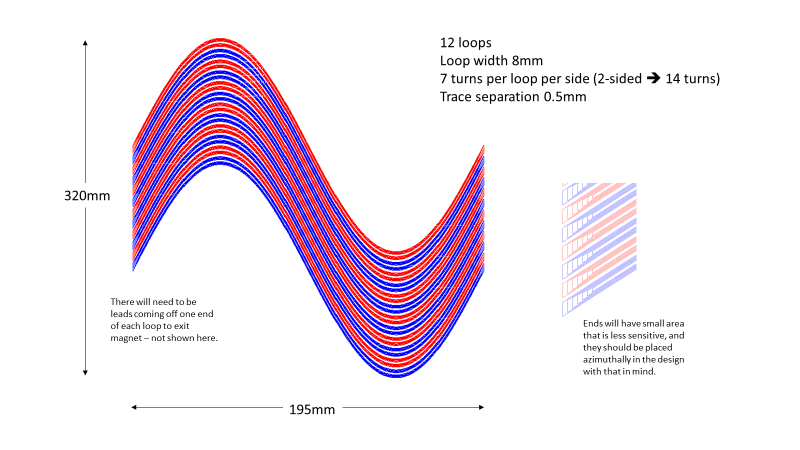 12 loops
Loop width 8mm
7 turns per loop per side (2-sided ➔ 14 turns)
Trace separation 0.5mm
320mm
There will need to be
leads coming off one end
of each loop to exit
magnet – not shown here.
Ends will have small area
that is less sensitive, and
they should be placed
azimuthally in the design
with that in mind.
195mm